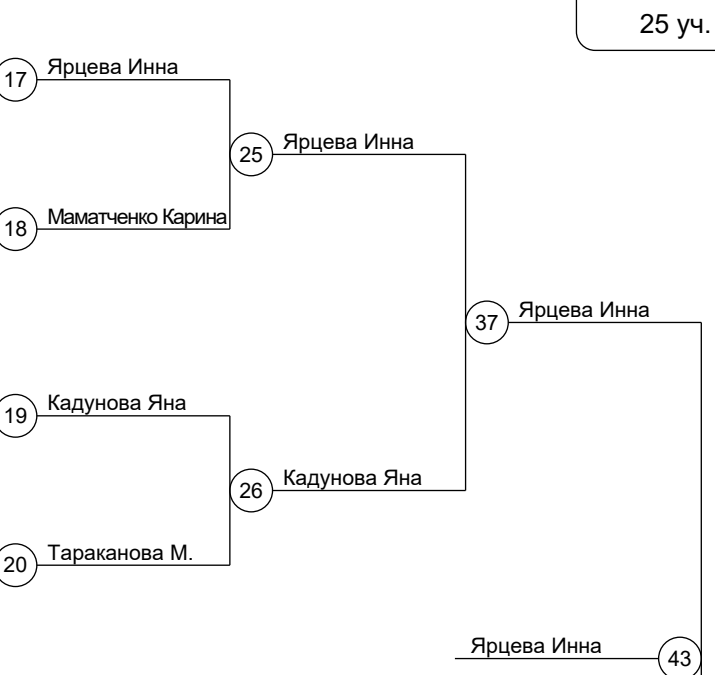 25 уч.
17 Ярцева Инна
25 Ярцева Инна
18 Маматченко Карина
37 Ярцева Инна
19 Кадунова Яна
26 Кадунова Яна
20 Тараканова М.
Ярцева Инна 43